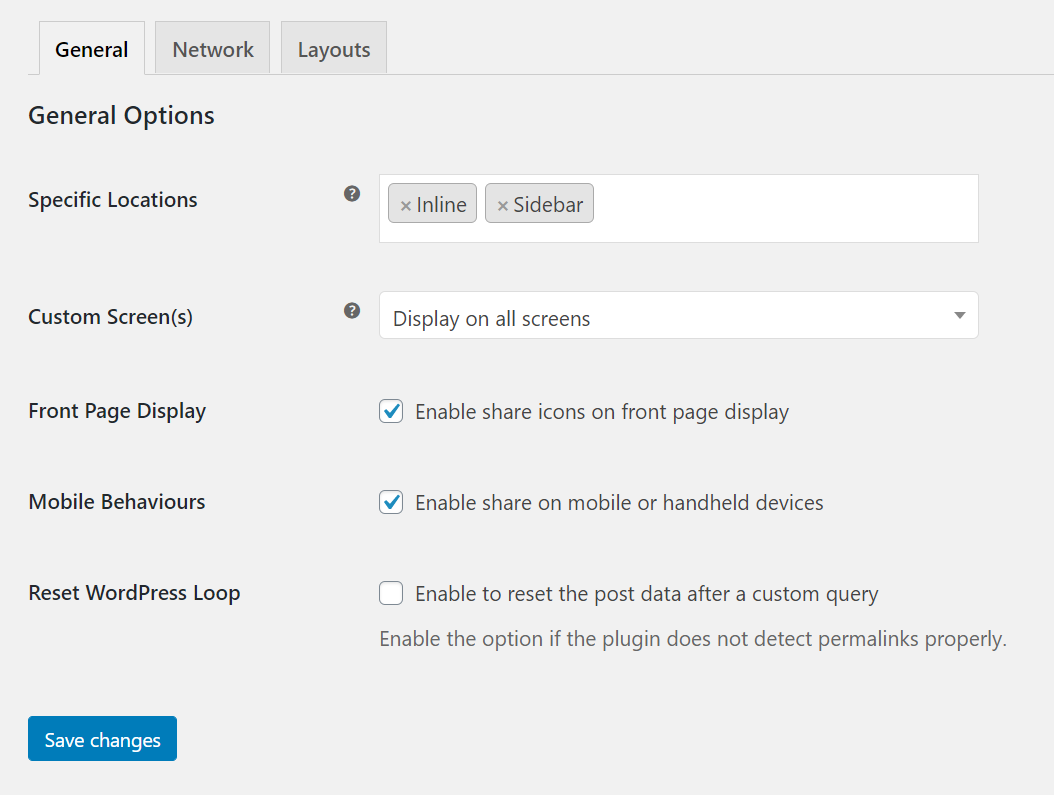 General Network Layouts
General Options
Specific Locations ? × Inline × Sidebar
Custom Screen(s) ? Display on all screens
Front Page Display Enable share icons on front page display
Mobile Behaviours Enable share on mobile or handheld devices
Reset WordPress Loop Enable to reset the post data after a custom query
Enable the option if the plugin does not detect permalinks properly.
Save changes